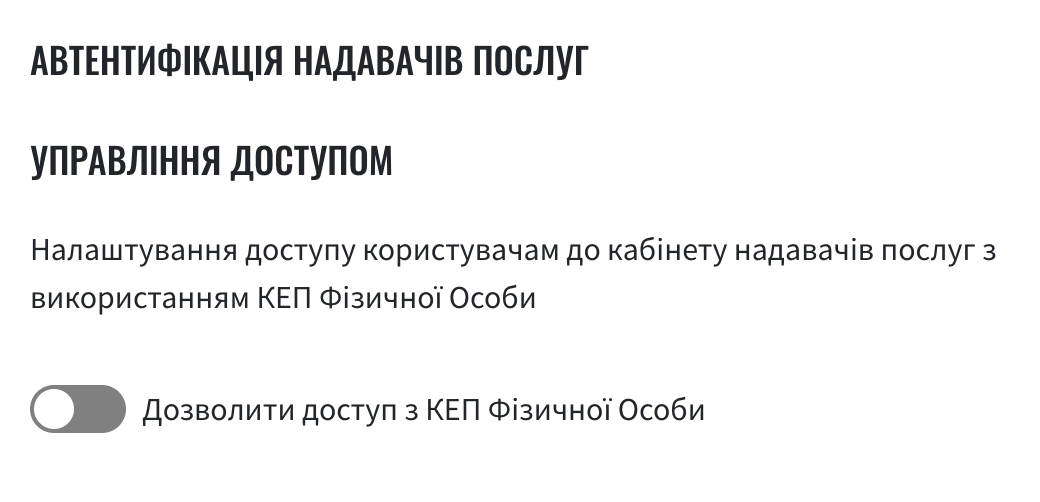 АВТЕНТИФІКАЦІЯ НАДАВАЧІВ ПОСЛУГ
УПРАВЛІННЯ ДОСТУПОМ
Налаштування доступу користувачам до кабінету надавачів послуг з
використанням КЕП Фізичної Особи
Дозволити доступ з КЕП Фізичної Особи